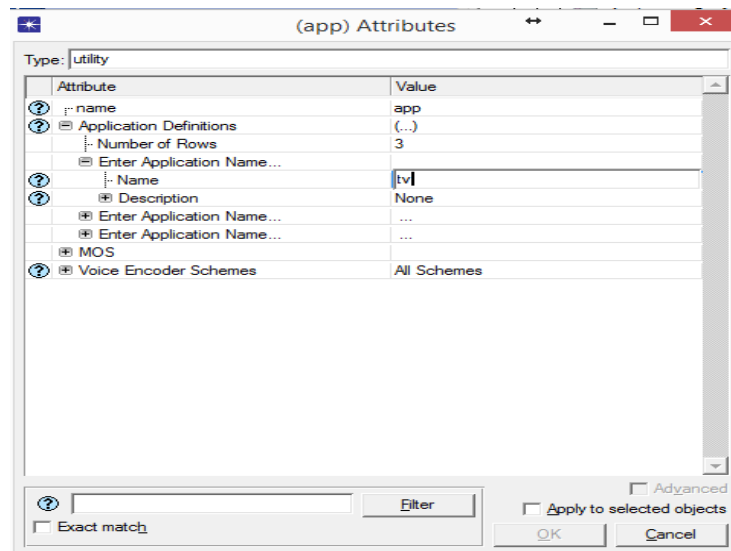 (app) Attributes
Type: utility
Attribute Value
name app
Application Definitions (...)
Number of Rows 3
Enter Application Name...
Name tv
Description None
Enter Application Name... ...
Enter Application Name... ...
MOS
Voice Encoder Schemes All Schemes
Advanced
Filter
Apply to selected objects
Exact match
OK Cancel